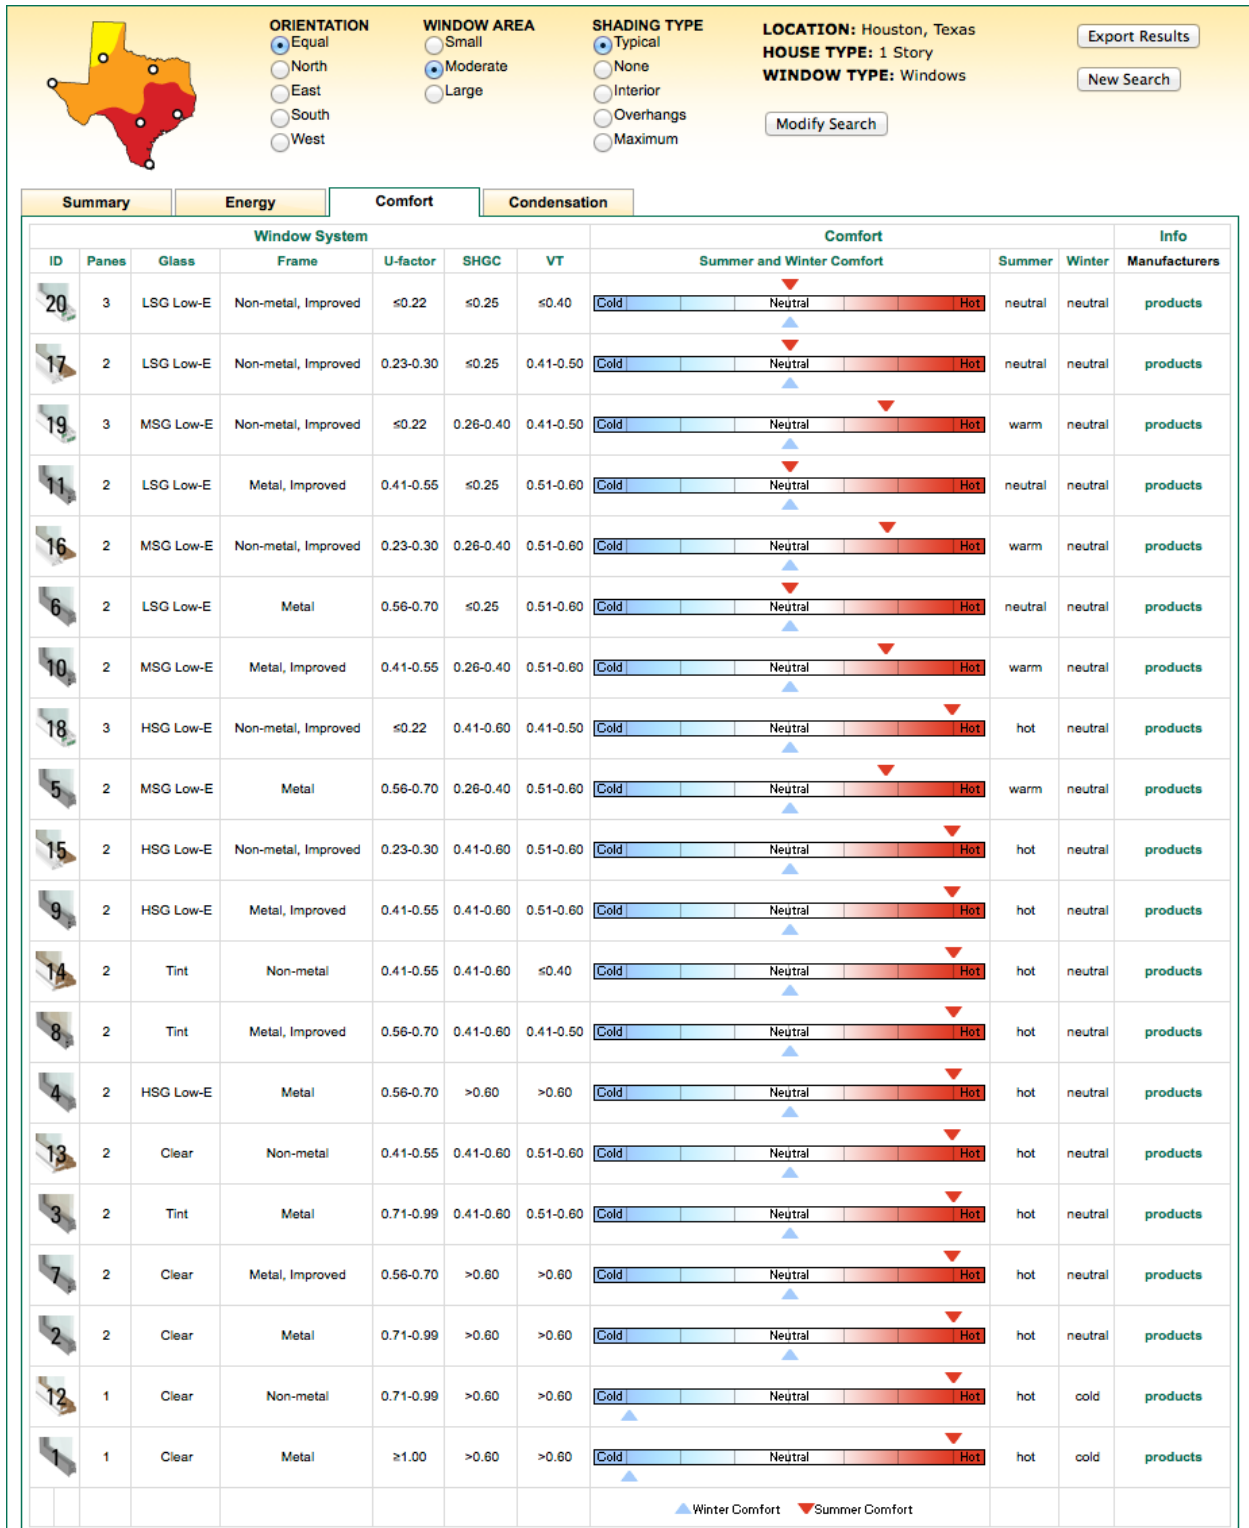 ORIENTATION WINDOW AREA SHADING TYPE LOCATION: Houston, Texas Export Results
Equal Small Typical HOUSE TYPE: 1 Story
North Moderate None WINDOW TYPE: Windows New Search
East Large Interior
South Overhangs Modify Search
West Maximum
Summary Energy Comfort Condensation
Window System Comfort Info
ID Panes Glass Frame U-factor SHGC VT Summer and Winter Comfort Summer Winter Manufacturers
20 3 LSG Low-E Non-metal, Improved ≤0.22 ≤0.25 ≤0.40 Cold Neutral Hot neutral neutral products
17 2 LSG Low-E Non-metal, Improved 0.23-0.30 ≤0.25 0.41-0.50 Cold Neutral Hot neutral neutral products
19 3 MSG Low-E Non-metal, Improved ≤0.22 0.26-0.40 0.41-0.50 Cold Neutral Hot warm neutral products
11 2 LSG Low-E Metal, Improved 0.41-0.55 ≤0.25 0.51-0.60 Cold Neutral Hot neutral neutral products
16 2 MSG Low-E Non-metal, Improved 0.23-0.30 0.26-0.40 0.51-0.60 Cold Neutral Hot warm neutral products
6 2 LSG Low-E Metal 0.56-0.70 ≤0.25 0.51-0.60 Cold Neutral Hot neutral neutral products
10 2 MSG Low-E Metal, Improved 0.41-0.55 0.26-0.40 0.51-0.60 Cold Neutral Hot warm neutral products
18 3 HSG Low-E Non-metal, Improved ≤0.22 0.41-0.60 0.41-0.50 Cold Neutral Hot hot neutral products
5 2 MSG Low-E Metal 0.56-0.70 0.26-0.40 0.51-0.60 Cold Neutral Hot warm neutral products
15 2 HSG Low-E Non-metal, Improved 0.23-0.30 0.41-0.60 0.51-0.60 Cold Neutral Hot hot neutral products
9 2 HSG Low-E Metal, Improved 0.41-0.55 0.41-0.60 0.51-0.60 Cold Neutral Hot hot neutral products
14 2 Tint Non-metal 0.41-0.55 0.41-0.60 ≤0.40 Cold Neutral Hot hot neutral products
8 2 Tint Metal, Improved 0.56-0.70 0.41-0.60 0.41-0.50 Cold Neutral Hot hot neutral products
4 2 HSG Low-E Metal 0.56-0.70 >0.60 >0.60 Cold Neutral Hot hot neutral products
13 2 Clear Non-metal 0.41-0.55 0.41-0.60 0.51-0.60 Cold Neutral Hot hot neutral products
3 2 Tint Metal 0.71-0.99 0.41-0.60 0.51-0.60 Cold Neutral Hot hot neutral products
7 2 Clear Metal, Improved 0.56-0.70 >0.60 >0.60 Cold Neutral Hot hot neutral products
2 2 Clear Metal 0.71-0.99 >0.60 >0.60 Cold Neutral Hot hot neutral products
12 1 Clear Non-metal 0.71-0.99 >0.60 >0.60 Cold Neutral Hot hot cold products
1 1 Clear Metal ≥1.00 >0.60 >0.60 Cold Neutral Hot hot cold products
Winter Comfort Summer Comfort